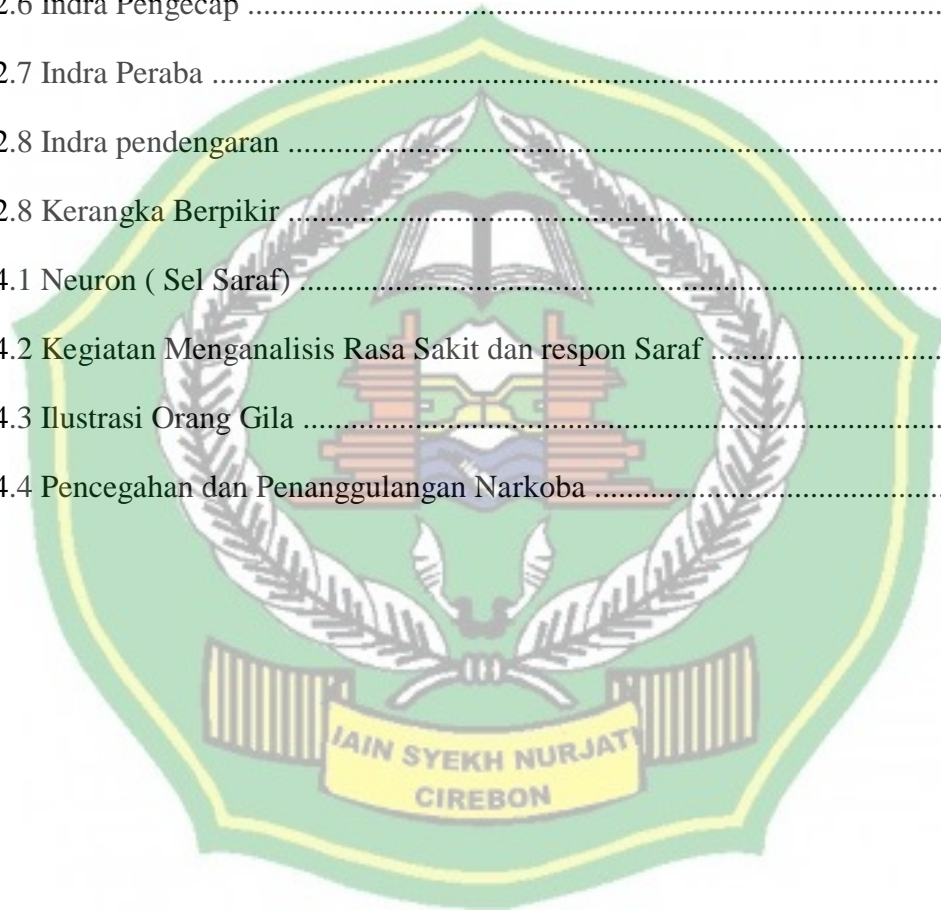 2.6 Indra Pengecap ........................................................................
2.7 Indra Peraba ........................................................................
2.8 Indra pendengaran ........................................................................
2.8 Kerangka Berpikir ........................................................................
4.1 Neuron ( Sel Saraf) ........................................................................
4.2 Kegiatan Menganalisis Rasa Sakit dan respon Saraf ........................
4.3 Ilustrasi Orang Gila ........................................................................
4.4 Pencegahan dan Penanggulangan Narkoba ........................................
IAIN SYEKH NURJATI
CIREBON